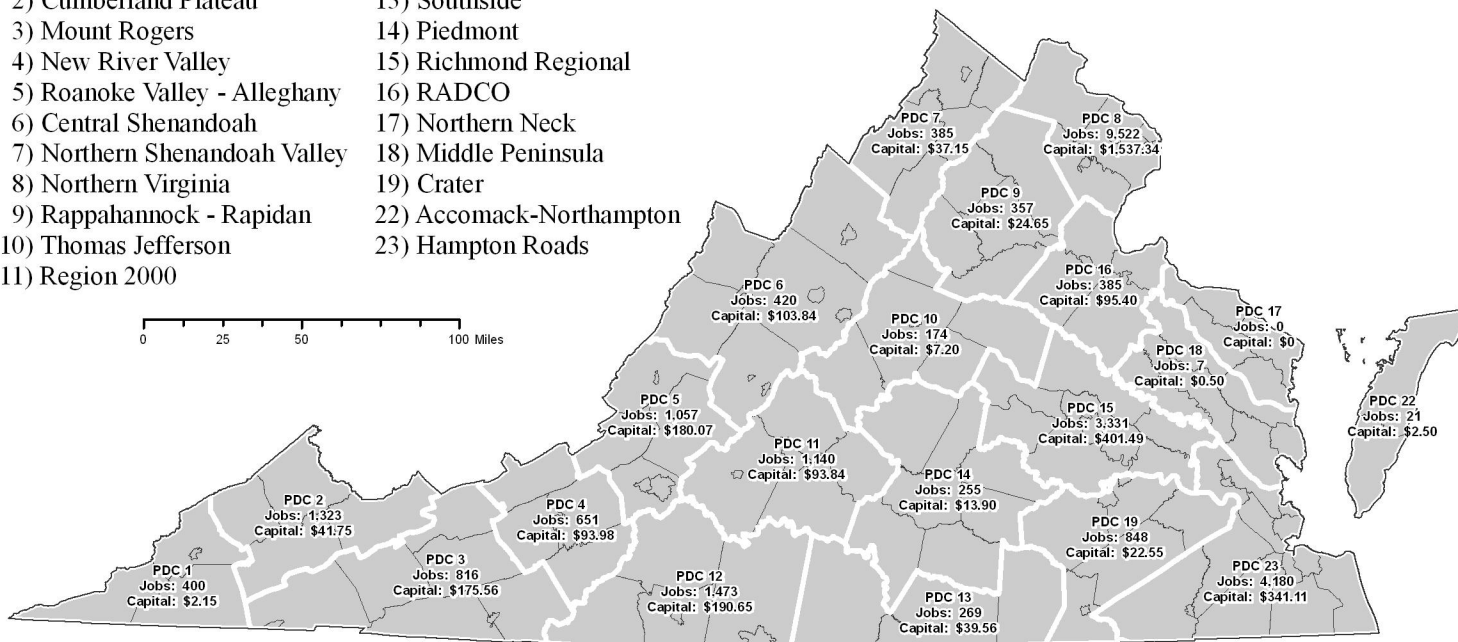 2) Cumberland Plateau
3) Mount Rogers
4) New River Valley
5) Roanoke Valley - Alleghany
6) Central Shenandoah
7) Northern Shenandoah Valley
8) Northern Virginia
9) Rappahannock - Rapidan
10) Thomas Jefferson
11) Region 2000
13) Southside
14) Piedmont
15) Richmond Regional
16) RADCO
17) Northern Neck
18) Middle Peninsula
19) Crater
22) Accomack-Northampton
23) Hampton Roads
0 25 50 100 Miles
PDC 7
Jobs: 385
Capital: $37.15
PDC 8
Jobs: 9,522
Capital: $1,537.34
PDC 9
Jobs: 357
Capital: $24.65
PDC 16
Jobs: 385
Capital: $95.40
PDC 6
Jobs: 420
Capital: $103.84
PDC 10
Jobs: 174
Capital: $7.20
PDC 17
Jobs: 0
Capital: $0
PDC 18
Jobs: 7
Capital: $0.50
PDC 5
Jobs: 1,057
Capital: $180.07
PDC 15
Jobs: 3,331
Capital: $401.49
PDC 22
Jobs: 21
Capital: $2.50
PDC 11
Jobs: 1,140
Capital: $93.84
PDC 14
Jobs: 255
Capital: $13.90
PDC 2
Jobs: 1,323
Capital: $41.75
PDC 4
Jobs: 651
Capital: $93.98
PDC 19
Jobs: 848
Capital: $22.55
PDC 1
Jobs: 400
Capital: $2.15
PDC 3
Jobs: 816
Capital: $175.56
PDC 12
Jobs: 1,473
Capital: $190.65
PDC 13
Jobs: 269
Capital: $39.56
PDC 23
Jobs: 4,180
Capital: $341.11